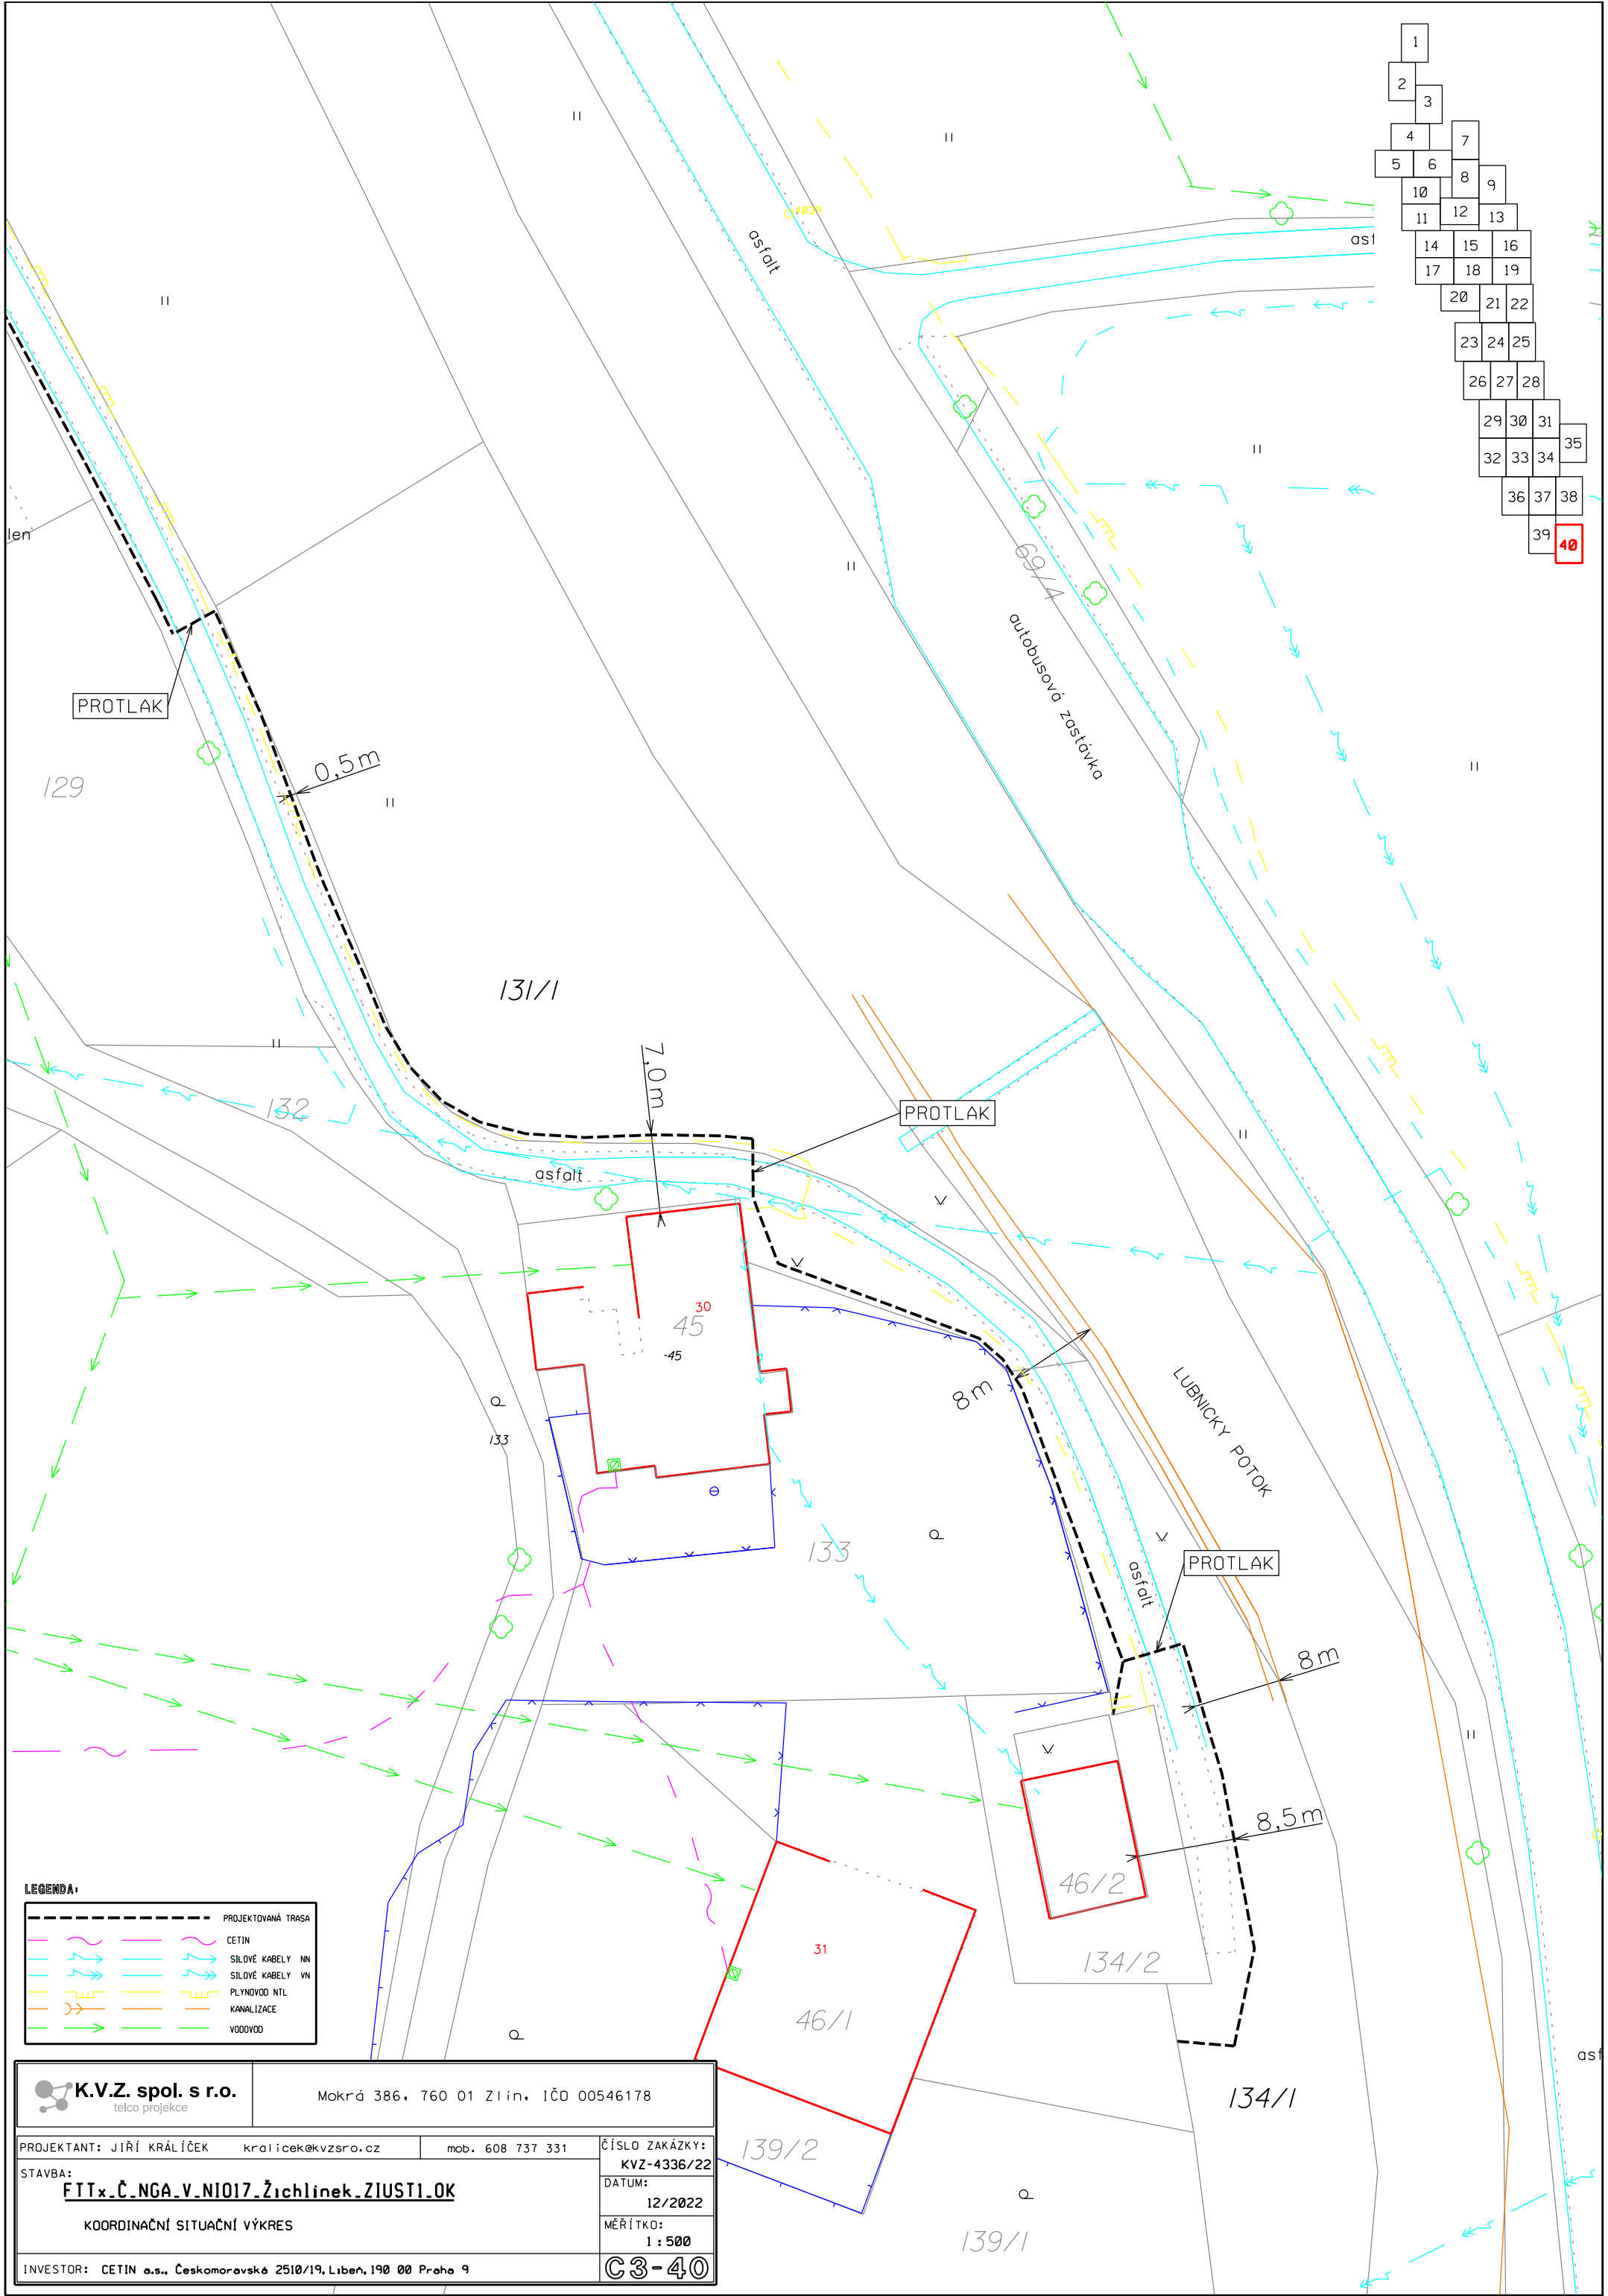 1
2
3
4
7
5
6
8
9
10
11
12
13
14
15
16
17
18
19
20
21
22
23
24
25
26
27
28
29
30
31
35
32
33
34
36
37
38
39
40
asfalt
asf
len
69/4
autobusová zastávka
PROTLAK
0,5m
129
131/1
7,0m
132
PROTLAK
asfalt
30
45
-45
8m
LUBNICKY POTOK
133
133
asfalt
PROTLAK
8m
8,5m
46/2
134/2
31
46/1
134/1
asf
139/2
139/1
LEGENDA:
PROJEKTOVANÁ TRASA
CETIN
SILOVÉ KABELY NN
SILOVÉ KABELY VN
PLYNOVOD NTL
KANALIZACE
VODOVOD
K.V.Z. spol. s r.o.
telco projekce
Mokrá 386, 760 01 Zlín, IČO 00546178
PROJEKTANT: JIŘÍ KRÁLÍČEK kralicek@kvzsro.cz mob. 608 737 331
ČÍSLO ZAKÁZKY:
KVZ-4336/22
STAVBA:
FTTx_Č_NGA_V_NIO17_Žichlínek_ZIUST1_OK
DATUM:
12/2022
KOORDINAČNÍ SITUAČNÍ VÝKRES
MĚŘÍTKO:
1:500
INVESTOR: CETIN a.s., Českomoravská 2510/19, Libeň, 190 00 Praha 9
C3-40